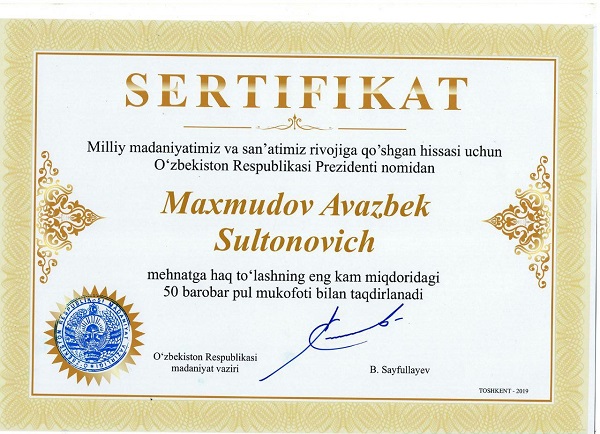 SERTIFIKAT
Milliy madaniyatimiz va san'atimiz rivojiga qo'shgan hissasi uchun
O'zbekiston Respublikasi Prezidenti nomidan
Maxmudov Avazbek
Sultonovich
mehnatga haq to'lashning eng kam miqdoridagi
50 barobar pul mukofoti bilan taqdirlanadi
O'zbekiston Respublikasi
madaniyat vaziri
B. Sayfullayev
TOSHKENT - 2019